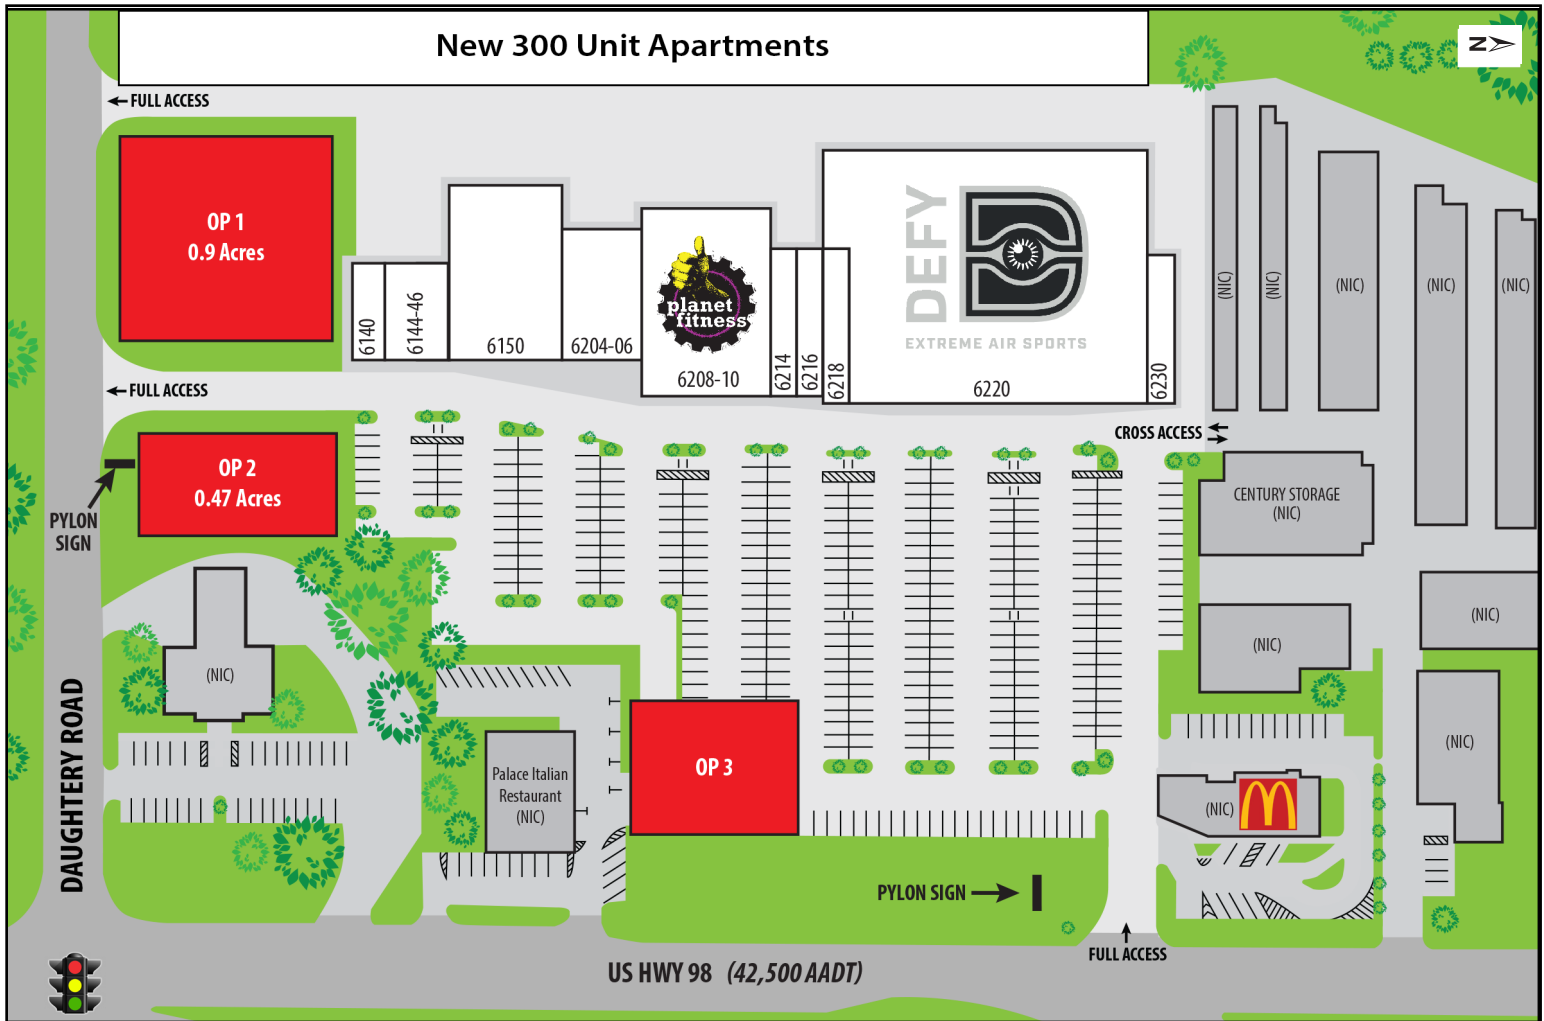 New 300 Unit Apartments
N
FULL ACCESS
OP 1
0.9 Acres
DEFY
EXTREME AIR SPORTS
planet
fitness
6140
6144-46
6150
6204-06
6208-10
6214
6216
6218
6220
6230
(NIC)
(NIC)
(NIC)
(NIC)
(NIC)
FULL ACCESS
CROSS ACCESS
OP 2
0.47 Acres
PYLON
SIGN
CENTURY STORAGE
(NIC)
(NIC)
(NIC)
(NIC)
(NIC)
DAUGHTERY ROAD
Palace Italian
Restaurant
(NIC)
OP 3
(NIC)
PYLON SIGN
FULL ACCESS
US HWY 98 (42,500 AADT)